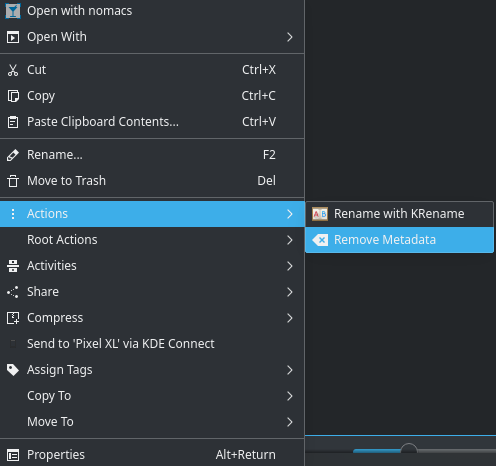 Open with nomacs
Open With
Cut Ctrl+X
Copy Ctrl+C
Paste Clipboard Contents... Ctrl+V
Rename... F2
Move to Trash Del
Actions
A B Rename with KRename
Root Actions
Remove Metadata
Activities
Share
Compress
Send to 'Pixel XL' via KDE Connect
Assign Tags
Copy To
Move To
Properties Alt+Return